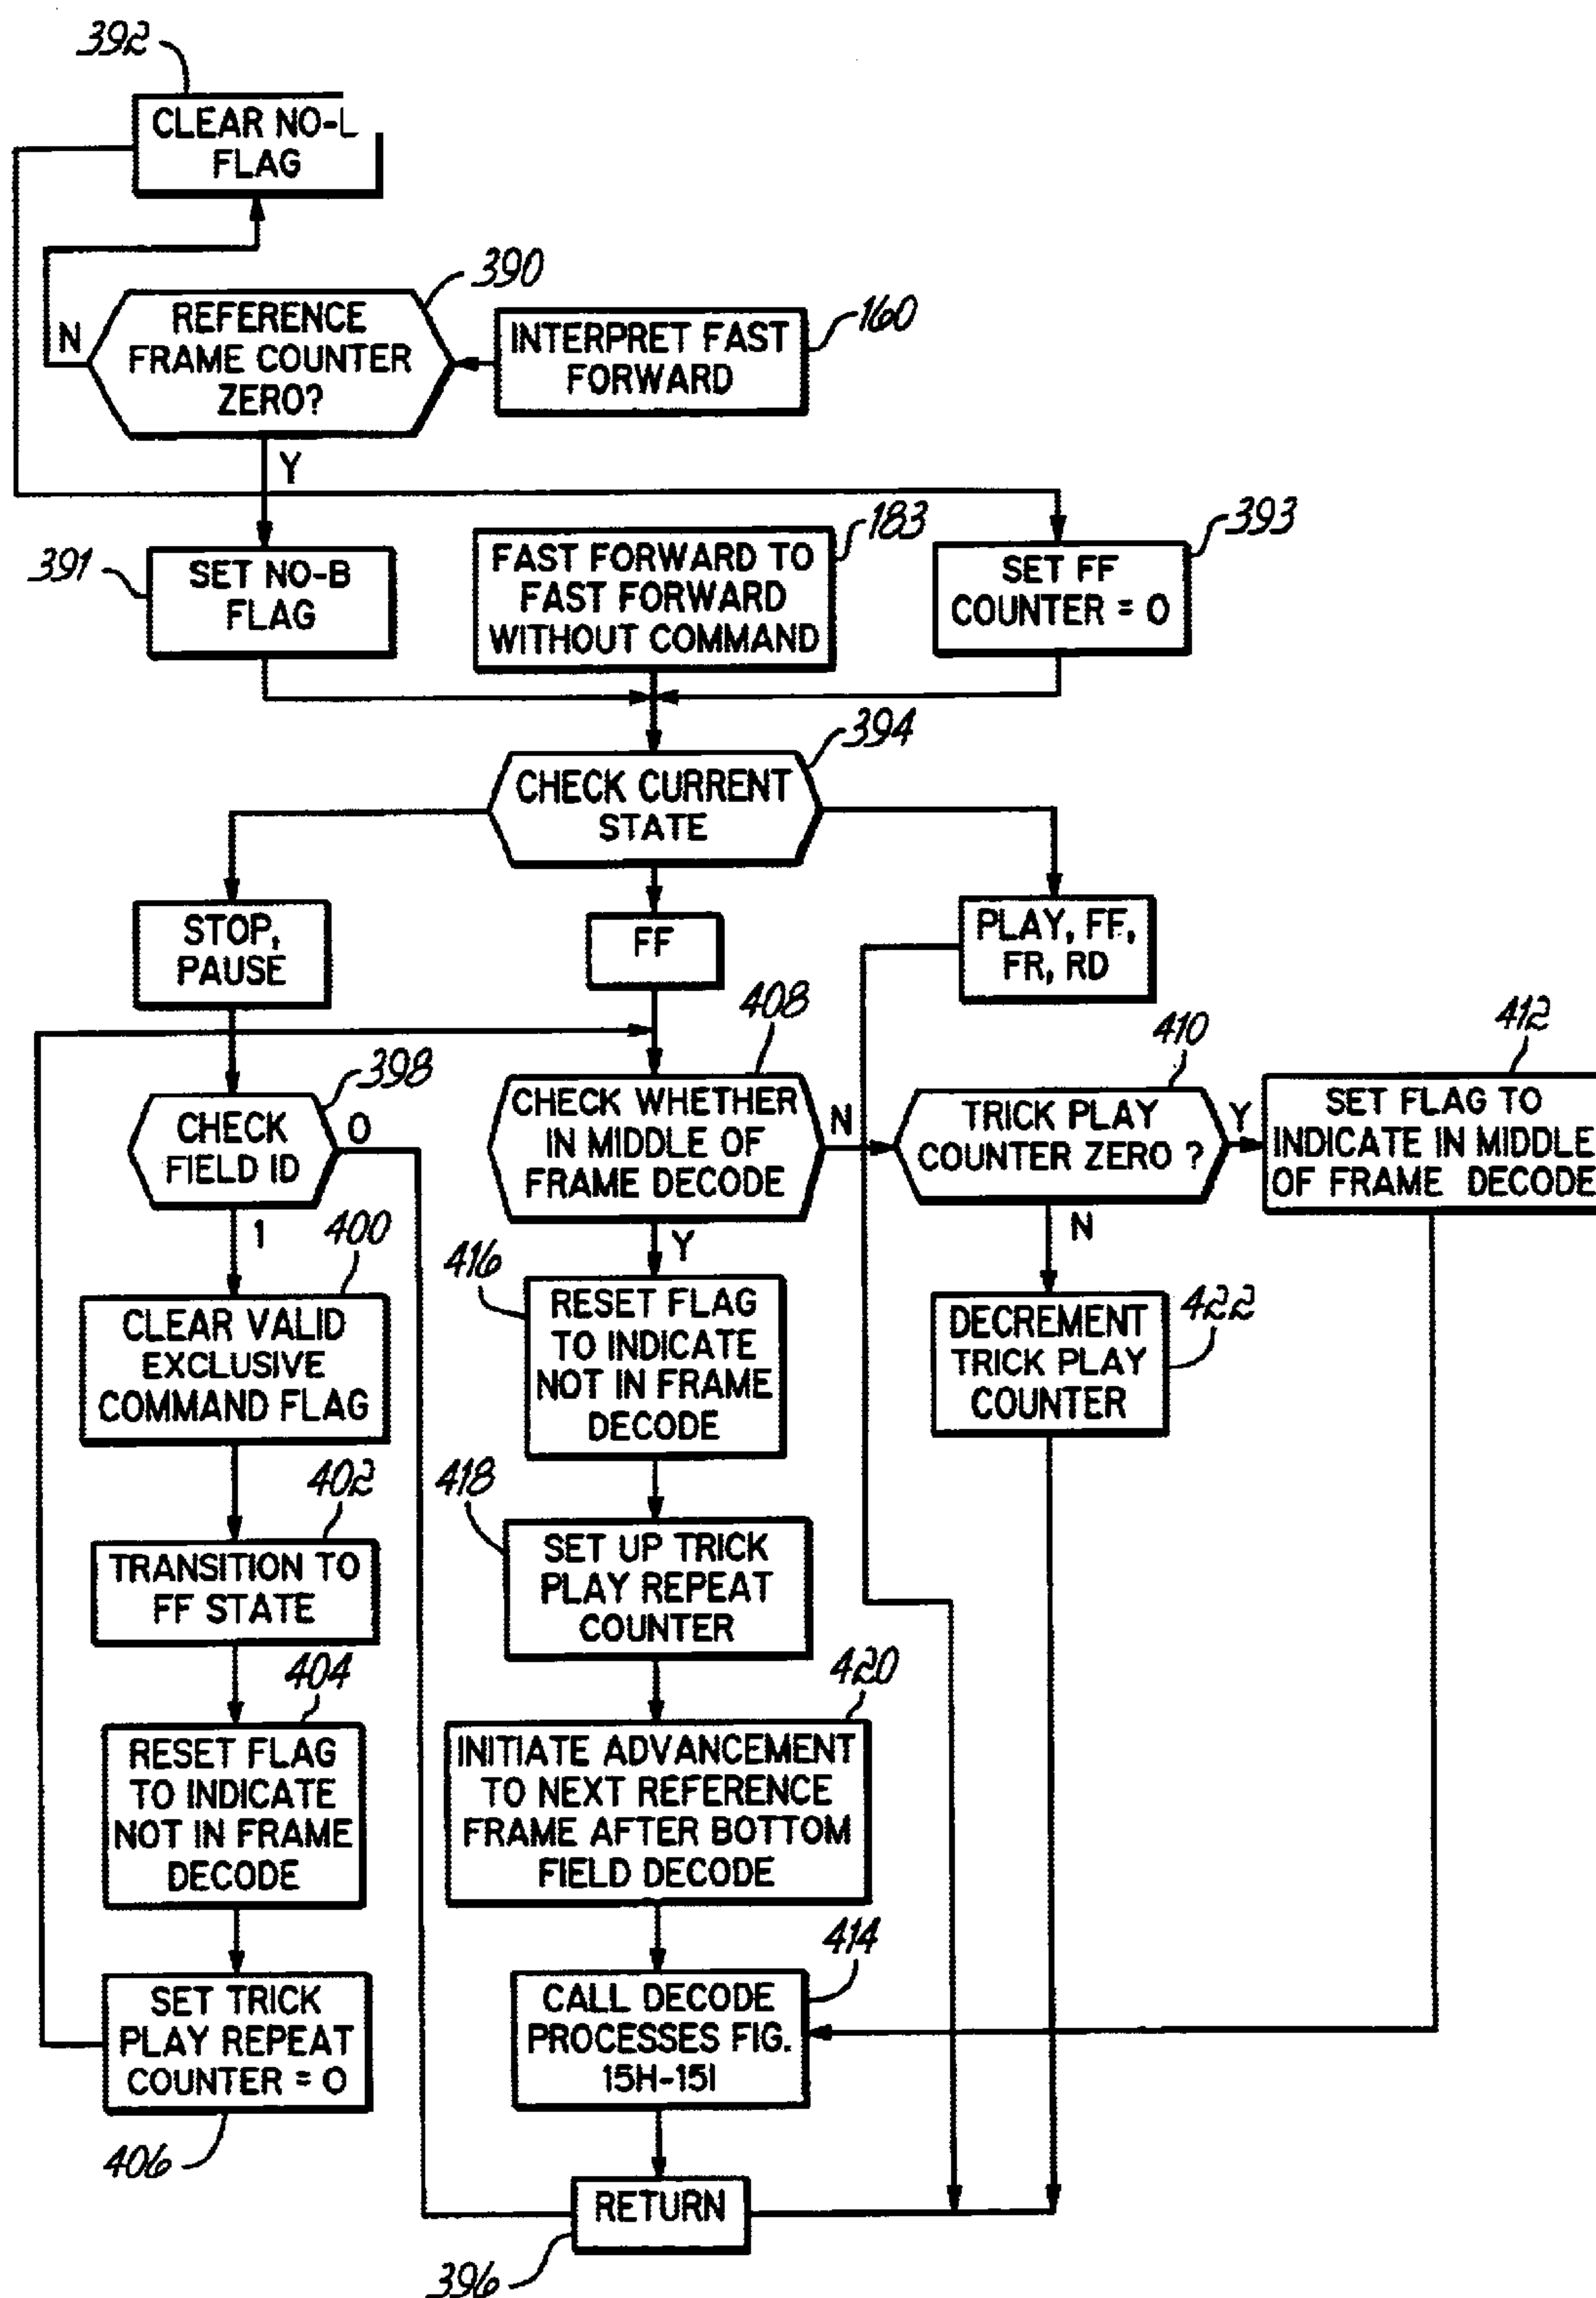 392
CLEAR NO-L
FLAG
390
REFERENCE
FRAME COUNTER
ZERO?
N
Y
INTERPRET FAST
FORWARD
160
391
SET NO-B
FLAG
FAST FORWARD TO
FAST FORWARD
WITHOUT COMMAND
183
SET FF
COUNTER = 0
393
CHECK CURRENT
STATE
394
STOP,
PAUSE
FF
PLAY, FF,
FR, RD
398
CHECK
FIELD ID
0
1
408
CHECK WHETHER
IN MIDDLE OF
FRAME DECODE
N
Y
410
TRICK PLAY
COUNTER ZERO ?
Y
N
412
SET FLAG TO
INDICATE IN MIDDLE
OF FRAME DECODE
400
CLEAR VALID
EXCLUSIVE
COMMAND FLAG
416
RESET FLAG
TO INDICATE
NOT IN FRAME
DECODE
DECREMENT
TRICK PLAY
COUNTER
422
402
TRANSITION TO
FF STATE
418
SET UP TRICK
PLAY REPEAT
COUNTER
404
RESET FLAG
TO INDICATE
NOT IN FRAME
DECODE
420
INITIATE ADVANCEMENT
TO NEXT REFERENCE
FRAME AFTER BOTTOM
FIELD DECODE
SET TRICK
PLAY REPEAT
COUNTER = 0
406
414
CALL DECODE
PROCESSES FIG.
15H-15I
RETURN
396